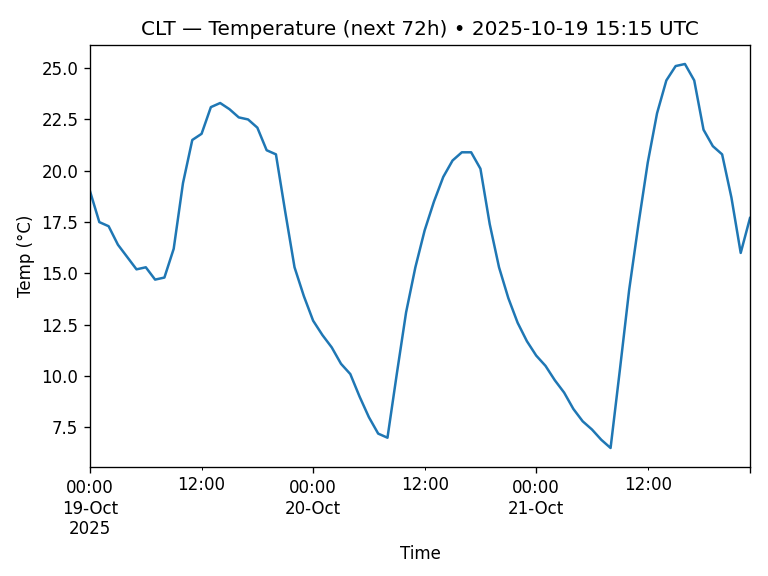 CLT — Temperature (next 72h) • 2025-10-19 15:15 UTC
25.0
22.5
20.0
17.5
15.0
12.5
10.0
7.5
Temp (°C)
00:00 12:00 00:00 12:00 00:00 12:00
19-Oct 20-Oct 21-Oct
2025
Time